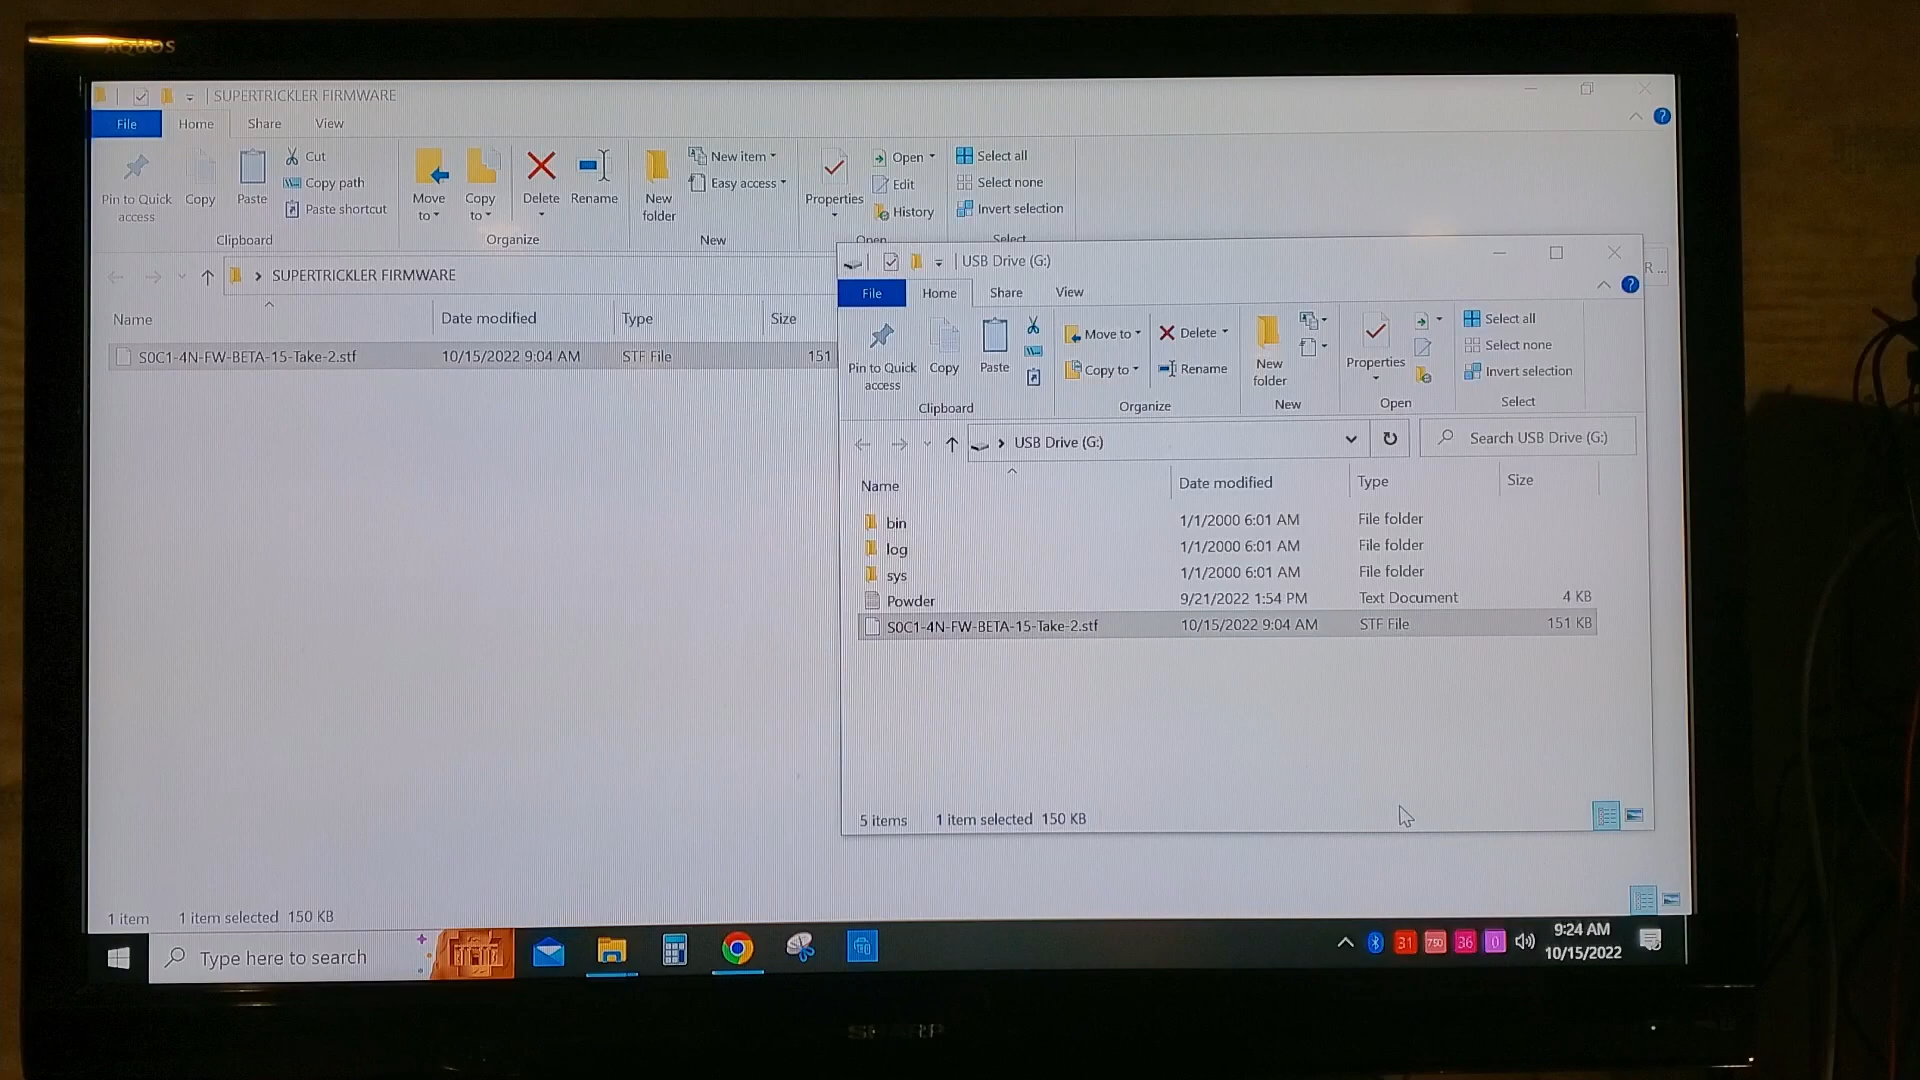 AQUOS
SUPERTRICKLER FIRMWARE
File Home Share View
Pin to Quick access
Copy
Paste
Cut
Copy path
Paste shortcut
Clipboard
Move to
Copy to
Delete
Rename
Organize
New folder
New item
Easy access
New
Properties
Open
Edit
History
Open
Select all
Select none
Invert selection
Select
SUPERTRICKLER FIRMWARE
R ...
Name Date modified Type Size
S0C1-4N-FW-BETA-15-Take-2.stf 10/15/2022 9:04 AM STF File 151
USB Drive (G:)
File Home Share View
Pin to Quick access
Copy
Paste
Clipboard
Move to
Copy to
Delete
Rename
Organize
New folder
New
Properties
Open
Select all
Select none
Invert selection
Select
USB Drive (G:)
Search USB Drive (G:)
Name Date modified Type Size
bin 1/1/2000 6:01 AM File folder
log 1/1/2000 6:01 AM File folder
sys 1/1/2000 6:01 AM File folder
Powder 9/21/2022 1:54 PM Text Document 4 KB
S0C1-4N-FW-BETA-15-Take-2.stf 10/15/2022 9:04 AM STF File 151 KB
5 items 1 item selected 150 KB
1 item 1 item selected 150 KB
Type here to search
31 750 36 0
9:24 AM
10/15/2022
SHARP